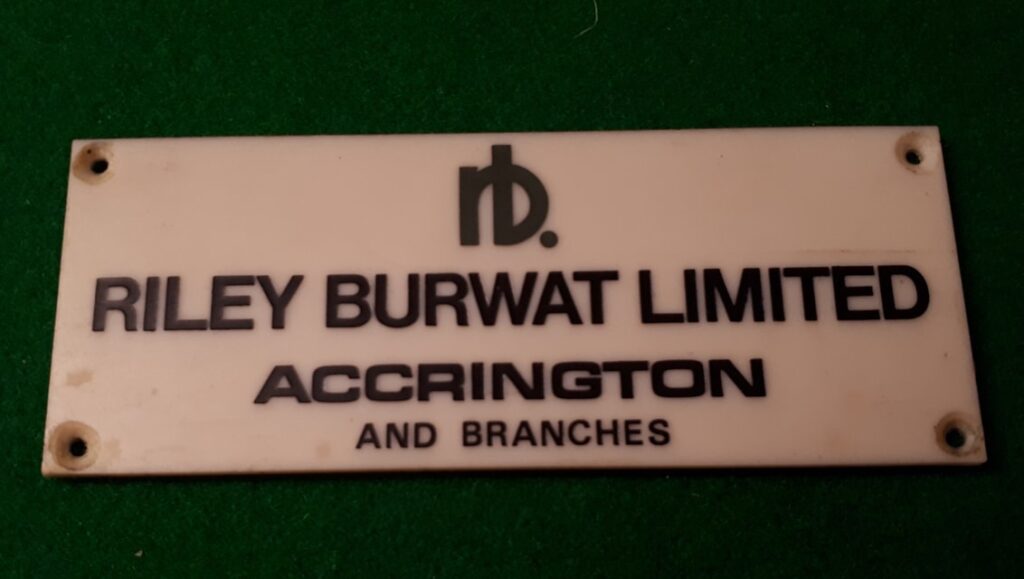 rb.
RILEY BURWAT LIMITED
ACCRINGTON
AND BRANCHES